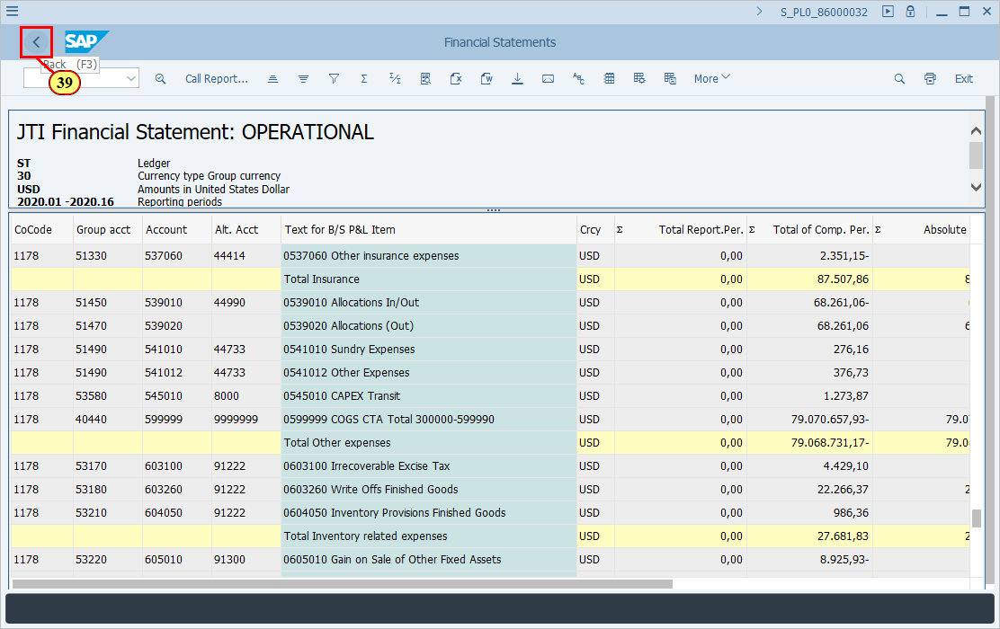 S_PL0_86000032
SAP
Financial Statements
Back (F3)
39
Call Report...
Σ
More
Exit
JTI Financial Statement: OPERATIONAL
ST Ledger
30 Currency type Group currency
USD Amounts in United States Dollar
2020.01 -2020.16 Reporting periods
CoCode Group acct Account Alt. Acct Text for B/S P&L Item Crcy Σ Total Report.Per. Σ Total of Comp. Per. Σ Absolute
1178 51330 537060 44414 0537060 Other insurance expenses USD 0,00 2.351,15-
Total Insurance USD 0,00 87.507,86 8
1178 51450 539010 44990 0539010 Allocations In/Out USD 0,00 68.261,06-
1178 51470 539020 0539020 Allocations (Out) USD 0,00 68.261,06 6
1178 51490 541010 44733 0541010 Sundry Expenses USD 0,00 276,16
1178 51490 541012 44733 0541012 Other Expenses USD 0,00 376,73
1178 53580 545010 8000 0545010 CAPEX Transit USD 0,00 1.273,87
1178 40440 599999 9999999 0599999 COGS CTA Total 300000-599990 USD 0,00 79.070.657,93- 79.0
Total Other expenses USD 0,00 79.068.731,17- 79.0
1178 53170 603100 91222 0603100 Irrecoverable Excise Tax USD 0,00 4.429,10
1178 53180 603260 91222 0603260 Write Offs Finished Goods USD 0,00 22.266,37 2
1178 53210 604050 91222 0604050 Inventory Provisions Finished Goods USD 0,00 986,36
Total Inventory related expenses USD 0,00 27.681,83 2
1178 53220 605010 91300 0605010 Gain on Sale of Other Fixed Assets USD 0,00 8.925,93-